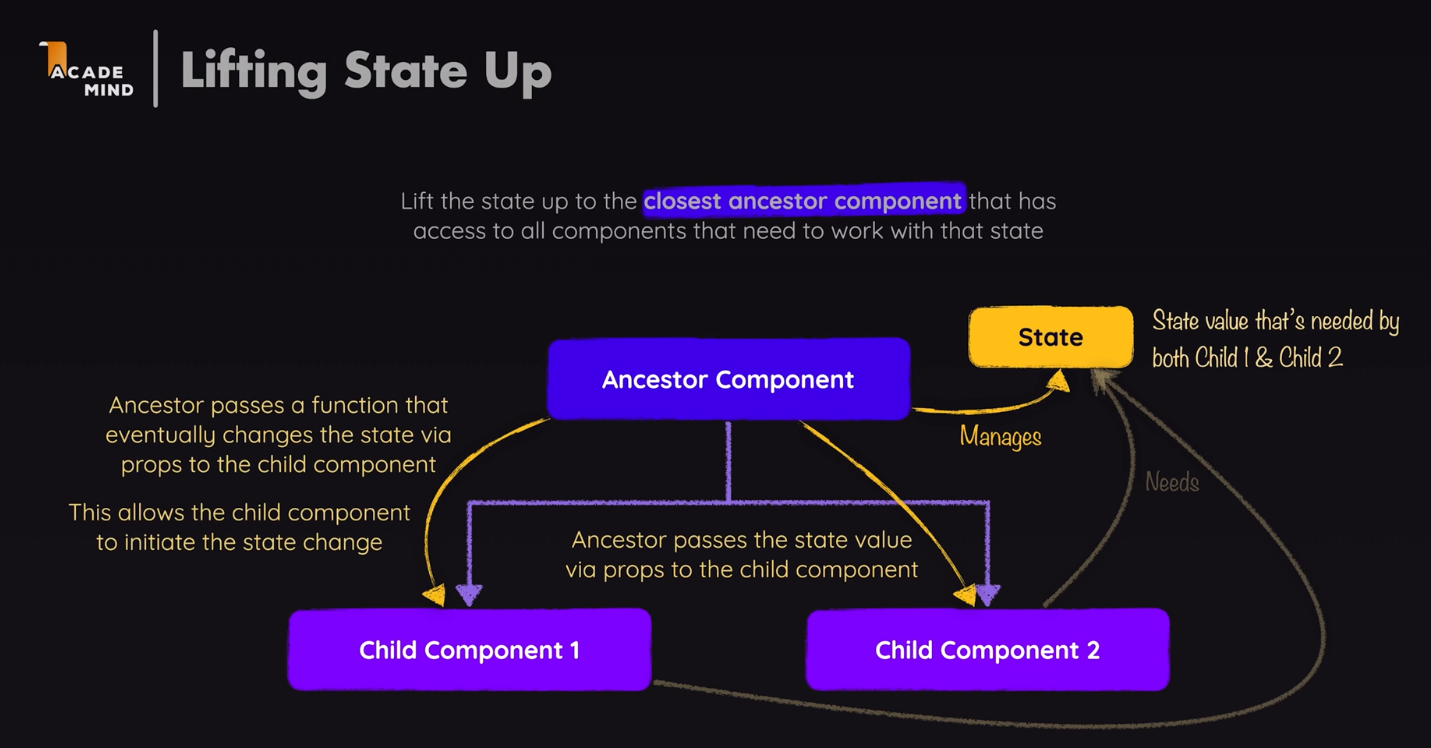 ACADE
MIND
Lifting State Up
Lift the state up to the closest ancestor component that has
access to all components that need to work with that state
State
State value that's needed by
both Child 1 & Child 2
Ancestor Component
Ancestor passes a function that
eventually changes the state via
props to the child component
Manages
Needs
This allows the child component
to initiate the state change
Ancestor passes the state value
via props to the child component
Child Component 1
Child Component 2